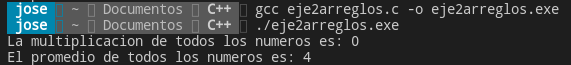 jose ~ Documentos C++ gcc eje2arreglos.c -o eje2arreglos.exe
jose ~ Documentos C++ ./eje2arreglos.exe
La multiplicacion de todos los numeros es: 0
El promedio de todos los numeros es: 4